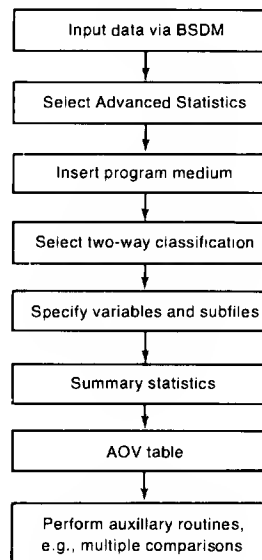 Input data via BSDM
Select Advanced Statistics
Insert program medium
Select two-way classification
Specify variables and subfiles
Summary statistics
AOV table
Perform auxillary routines,
e.g., multiple comparisons